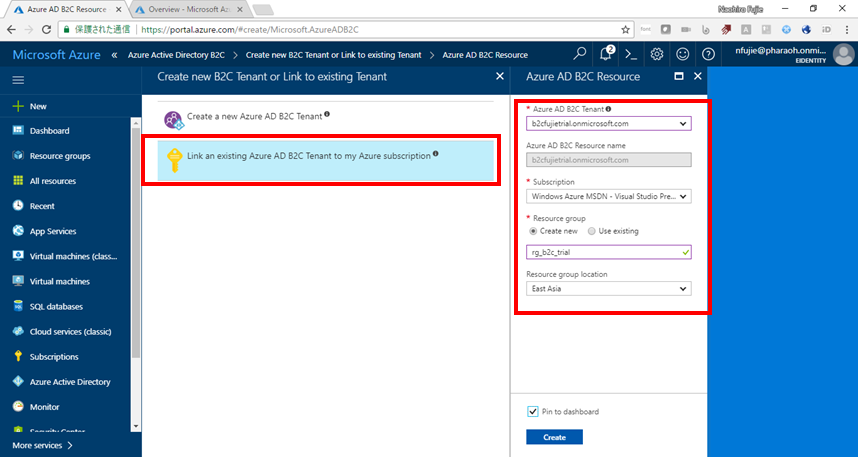 Naohiro Fujie
Azure AD B2C Resource
Overview - Microsoft Az
保護された通信
https://portal.azure.com/#create/Microsoft.AzureADB2C
Microsoft Azure
Azure Active Directory B2C
Create new B2C Tenant or Link to existing Tenant
Azure AD B2C Resource
2
nfujie@pharaoh.onmi...
EIDENTITY
New
Dashboard
Resource groups
All resources
Recent
App Services
Virtual machines (clas...
Virtual machines
SQL databases
Cloud services (classic)
Subscriptions
Azure Active Directory
Monitor
Security Center
More services
Create new B2C Tenant or Link to existing Tenant
Create a new Azure AD B2C Tenant
Link an existing Azure AD B2C Tenant to my Azure subscription
Azure AD B2C Resource
* Azure AD B2C Tenant
b2cfujietrial.onmicrosoft.com
Azure AD B2C Resource name
b2cfujietrial.onmicrosoft.com
* Subscription
Windows Azure MSDN - Visual Studio Pre...
* Resource group
Create new
Use existing
rg_b2c_trial
Resource group location
East Asia
Pin to dashboard
Create